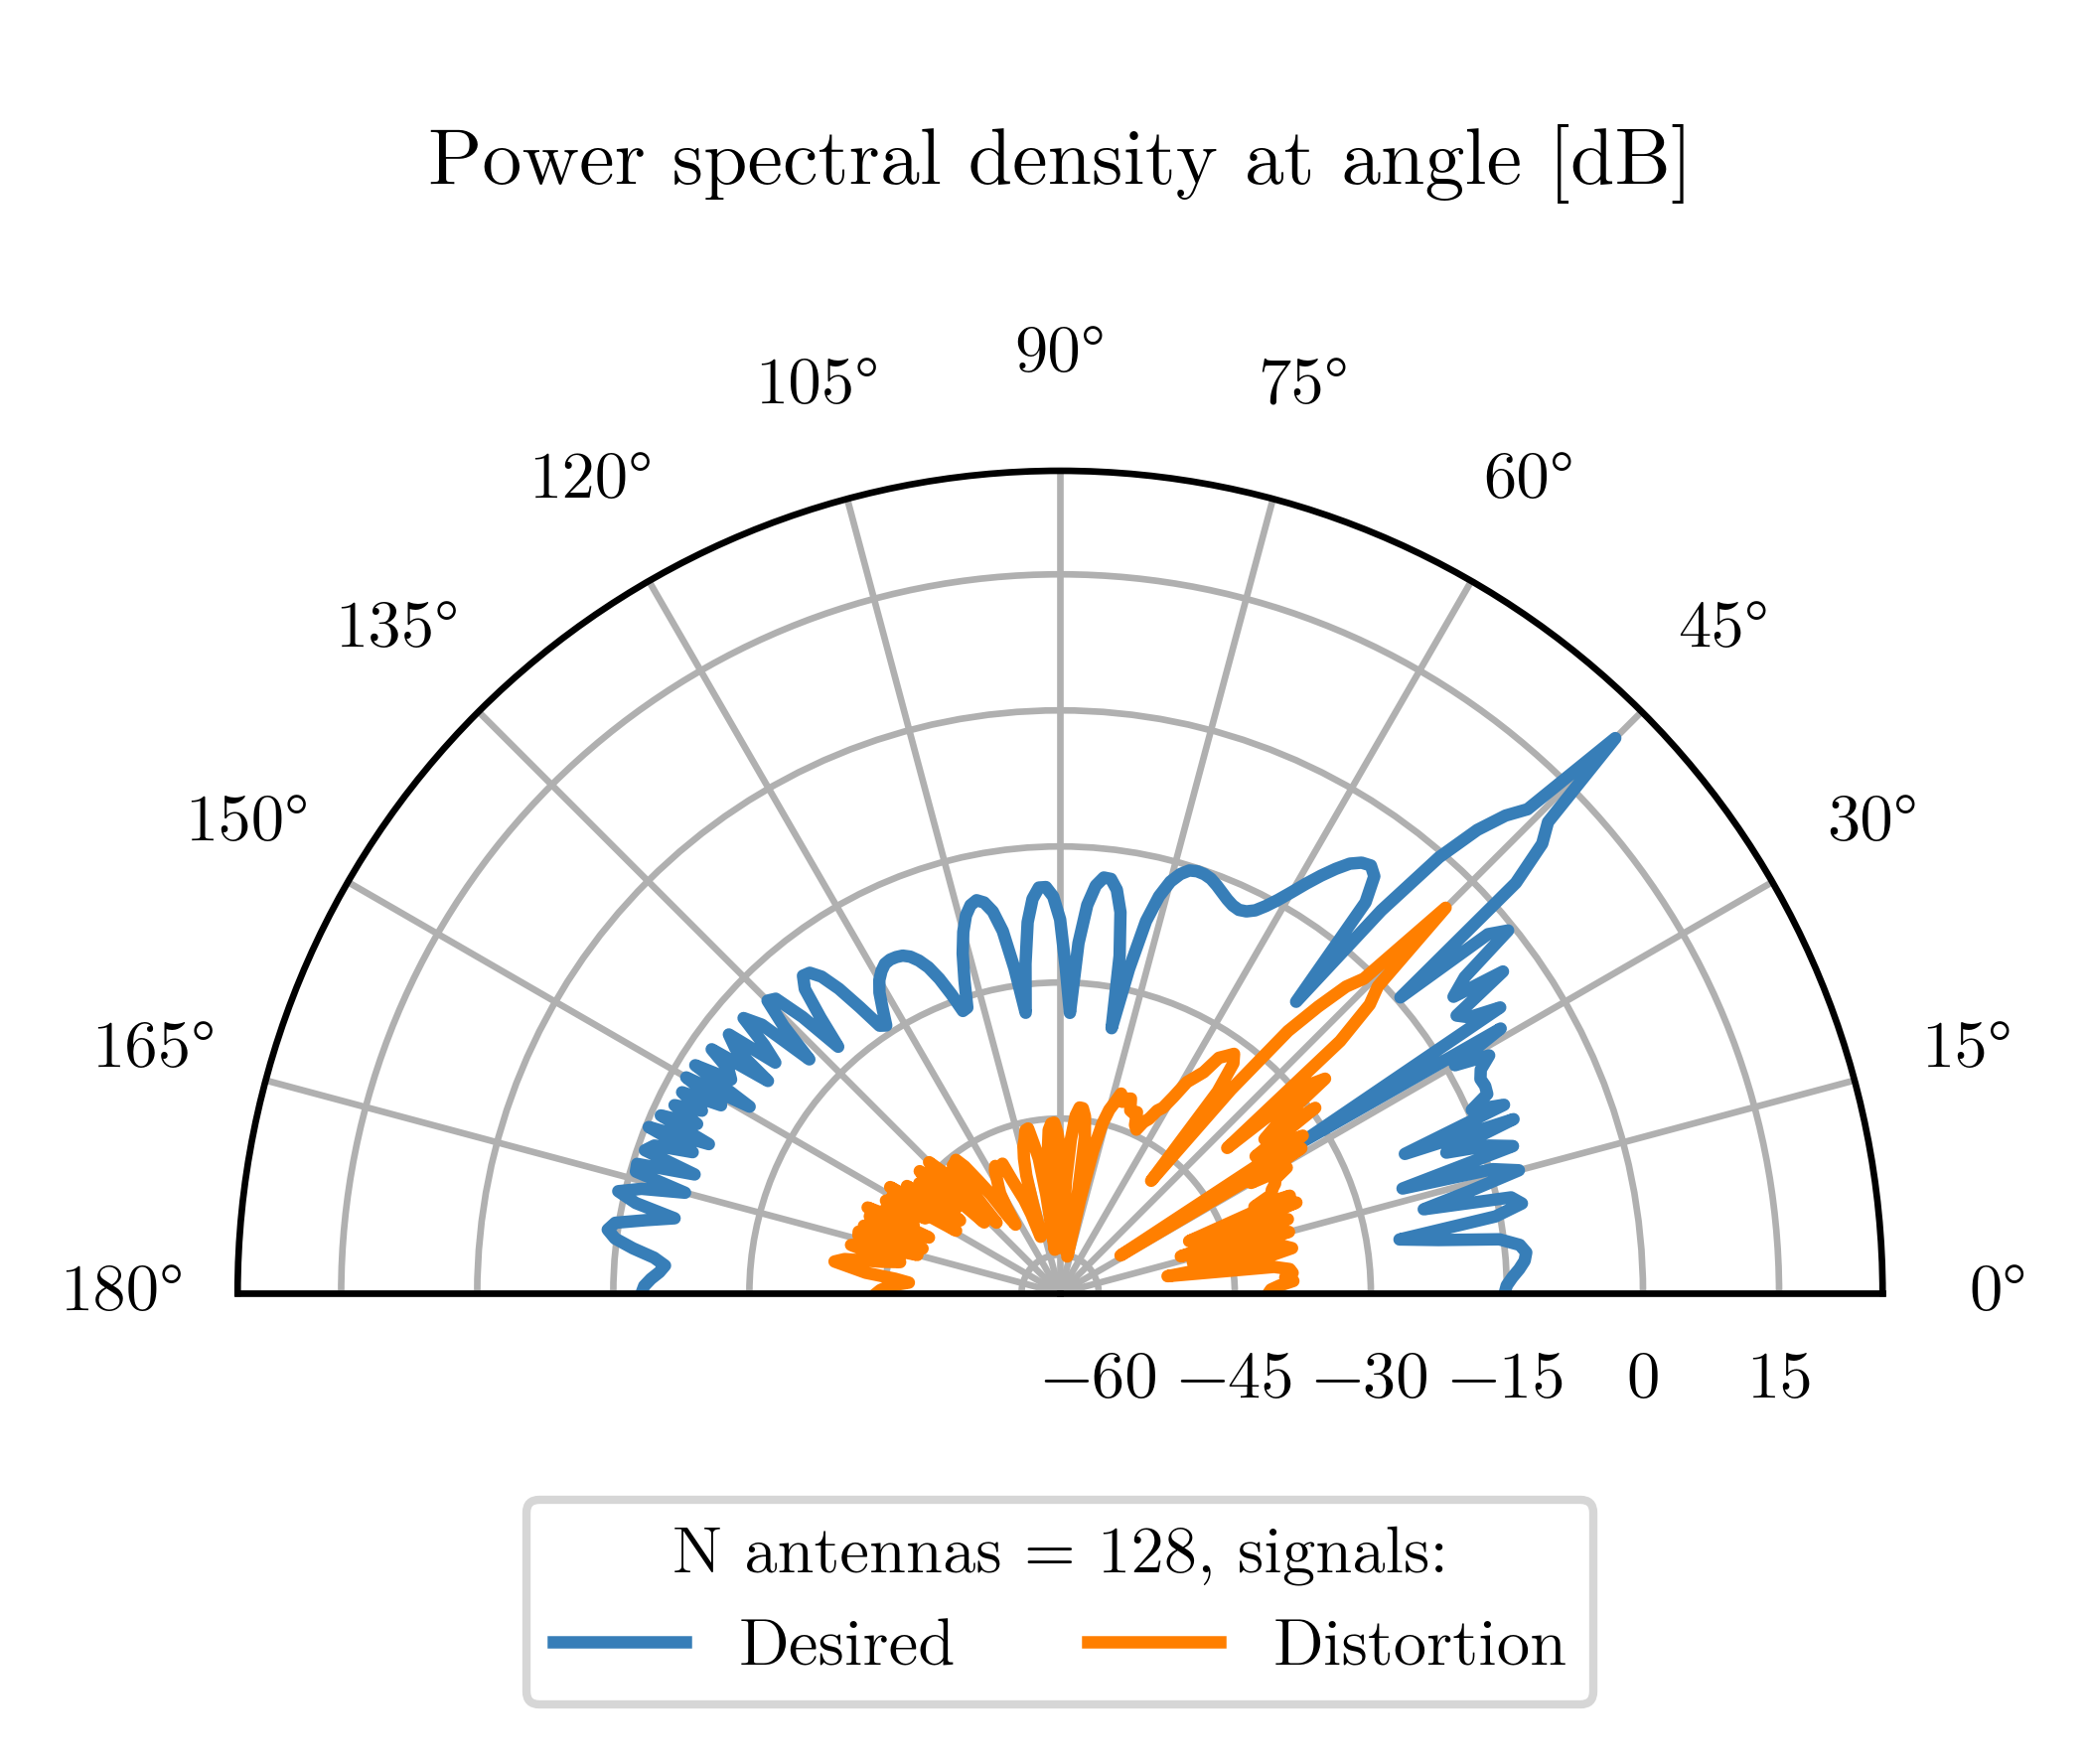 Power spectral density at angle [dB]
90°
105° 75°
120° 60°
135° 45°
150° 30°
165° 15°
180° 0°
−60 −45 −30 −15 0 15
N antennas = 128, signals:
Desired Distortion